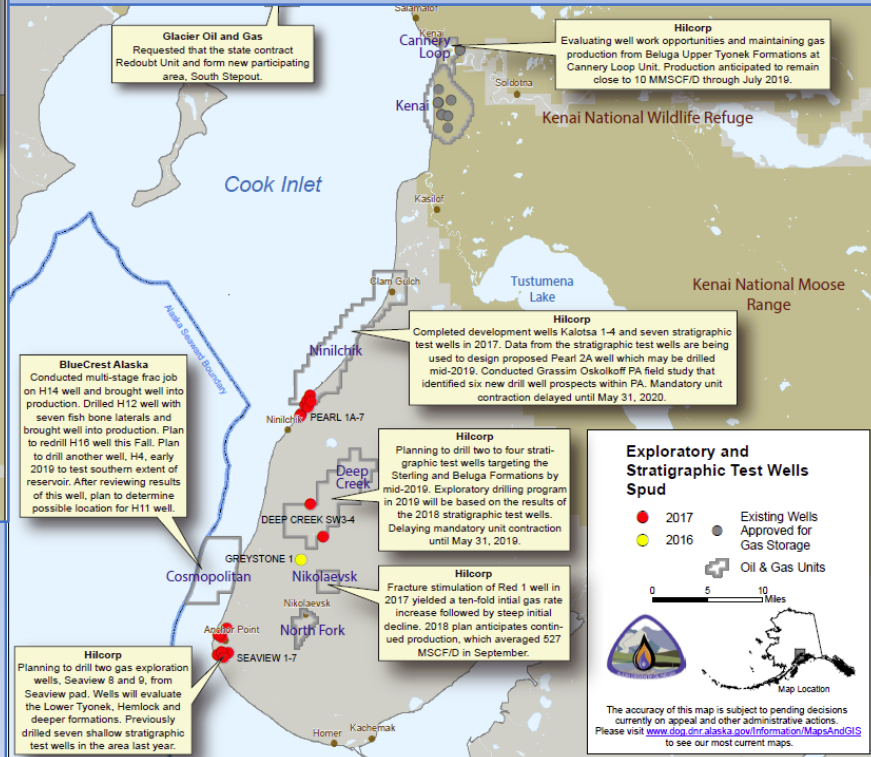 Glacier Oil and Gas
Requested that the state contract
Redoubt Unit and form new participating
area, South Stepout.
Salamatof
Kenai
Cannery
Loop
Hilcorp
Evaluating well work opportunities and maintaining gas
production from Beluga Upper Tyonek Formations at
Cannery Loop Unit. Production anticipated to remain
close to 10 MMSCF/D through July 2019.
Soldotna
Kenai
Kenai National Wildlife Refuge
Cook Inlet
Kasilof
Clam Gulch
Tustumena
Lake
Kenai National Moose
Range
Alaska Seaward Boundary
Hilcorp
Completed development wells Kalotsa 1-4 and seven stratigraphic
test wells in 2017. Data from the stratigraphic test wells are being
used to design proposed Pearl 2A well which may be drilled
mid-2019. Conducted Grassim Oskolkoff PA field study that
identified six new drill well prospects within PA. Mandatory unit
contraction delayed until May 31, 2020.
Ninilchik
BlueCrest Alaska
Conducted multi-stage frac job
on H14 well and brought well into
production. Drilled H12 well with
seven fish bone laterals and
brought well into production. Plan
to redrill H16 well this Fall. Plan
to drill another well, H4, early
2019 to test southern extent of
reservoir. After reviewing results
of this well, plan to determine
possible location for H11 well.
PEARL 1A-7
Ninilchik
Hilcorp
Planning to drill two to four strati-
graphic test wells targeting the
Sterling and Beluga Formations by
mid-2019. Exploratory drilling program
in 2019 will be based on the results of
the 2018 stratigraphic test wells.
Delaying mandatory unit contraction
until May 31, 2019.
Deep
Creek
DEEP CREEK SW3-4
GREYSTONE 1
Cosmopolitan
Nikolaevsk
Hilcorp
Fracture stimulation of Red 1 well in
2017 yielded a ten-fold intial gas rate
increase followed by steep initial
decline. 2018 plan anticipates contin-
ued production, which averaged 527
MSCF/D in September.
Nikolaevsk
North Fork
Anchor Point
SEAVIEW 1-7
Hilcorp
Planning to drill two gas exploration
wells, Seaview 8 and 9, from
Seaview pad. Wells will evaluate
the Lower Tyonek, Hemlock and
deeper formations. Previously
drilled seven shallow stratigraphic
test wells in the area last year.
Homer
Kachemak
Exploratory and
Stratigraphic Test Wells
Spud
2017
2016
Existing Wells
Approved for
Gas Storage
Oil & Gas Units
0 5 10
Miles
Map Location
The accuracy of this map is subject to pending decisions
currently on appeal and other administrative actions.
Please visit www.dog.dnr.alaska.gov/Information/MapsAndGIS
to see our most current maps.